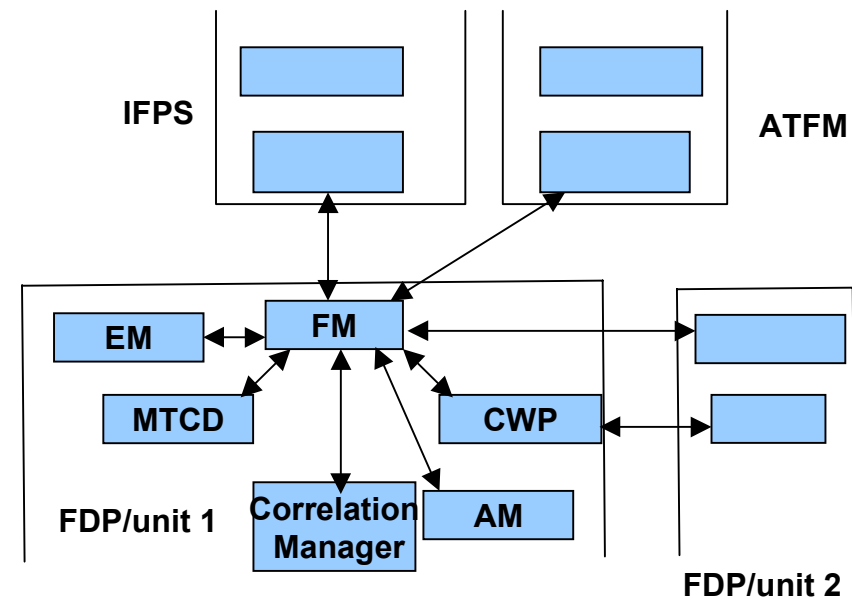 IFPS
ATFM
EM
FM
MTCD
CWP
FDP/unit 1
Correlation
Manager
AM
FDP/unit 2